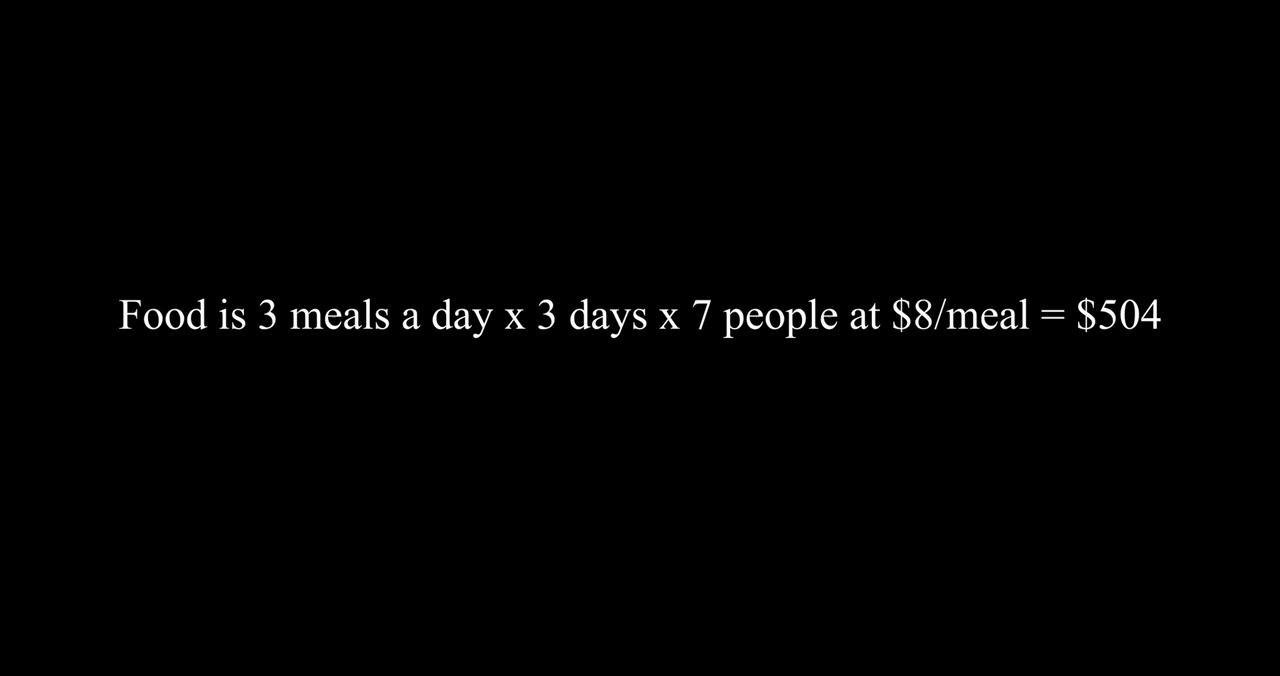 Food is 3 meals a day x 3 days x 7 people at $8/meal = $504